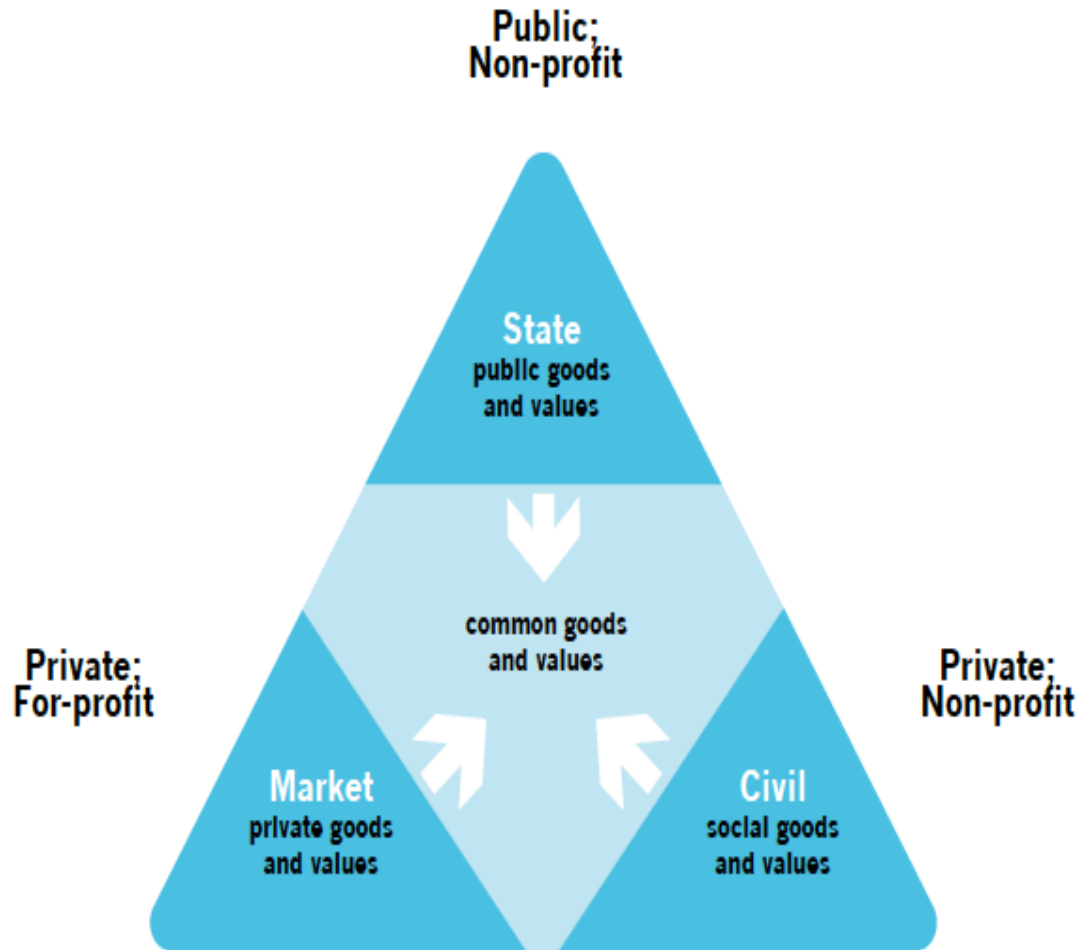 Public;
Non-profit
State
public goods
and values
common goods
and values
Private;
For-profit
Private;
Non-profit
Market
private goods
and values
Civil
social goods
and values